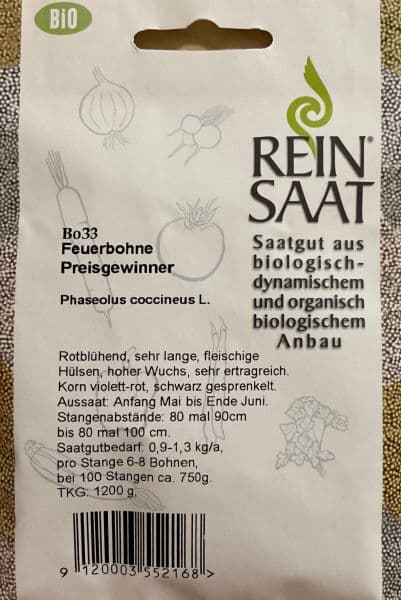 BiO
REIN
SAAT®
Saatgut aus
biologisch-
dynamischem
und organisch
biologischem
Anbau
Bo33
Feuerbohne
Preisgewinner
Phaseolus coccineus L.
Rotblühend, sehr lange, fleischige
Hülsen, hoher Wuchs, sehr ertragreich.
Korn violett-rot, schwarz gesprenkelt.
Aussaat: Anfang Mai bis Ende Juni.
Stangenabstände: 80 mal 90cm
bis 80 mal 100 cm.
Saatgutbedarf: 0,9-1,3 kg/a,
pro Stange 6-8 Bohnen,
bei 100 Stangen ca. 750g.
TKG: 1200 g,
9 120003 552168 >